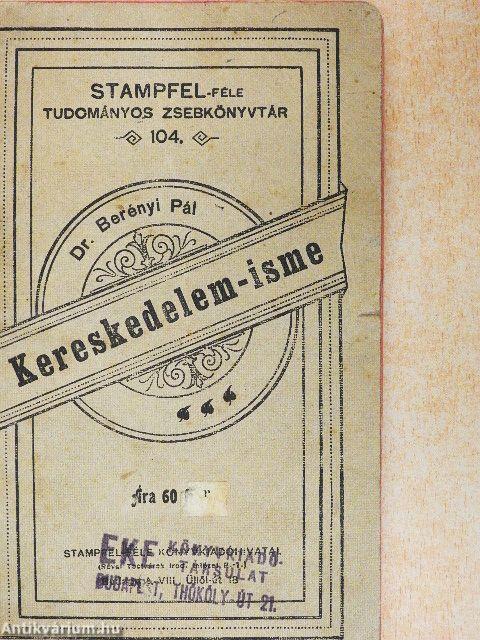 STAMPFEL-FÉLE
TUDOMÁNYOS ZSEBKÖNYVTÁR
104.
Dr. Berényi Pál
Kereskedelem-isme
Ára 60
STAMPFEL-FÉLE KÖNYVKIADÓHIVATAL
BUDAPEST, THÖKÖLY-ÚT 21.
Antikvárium.hu